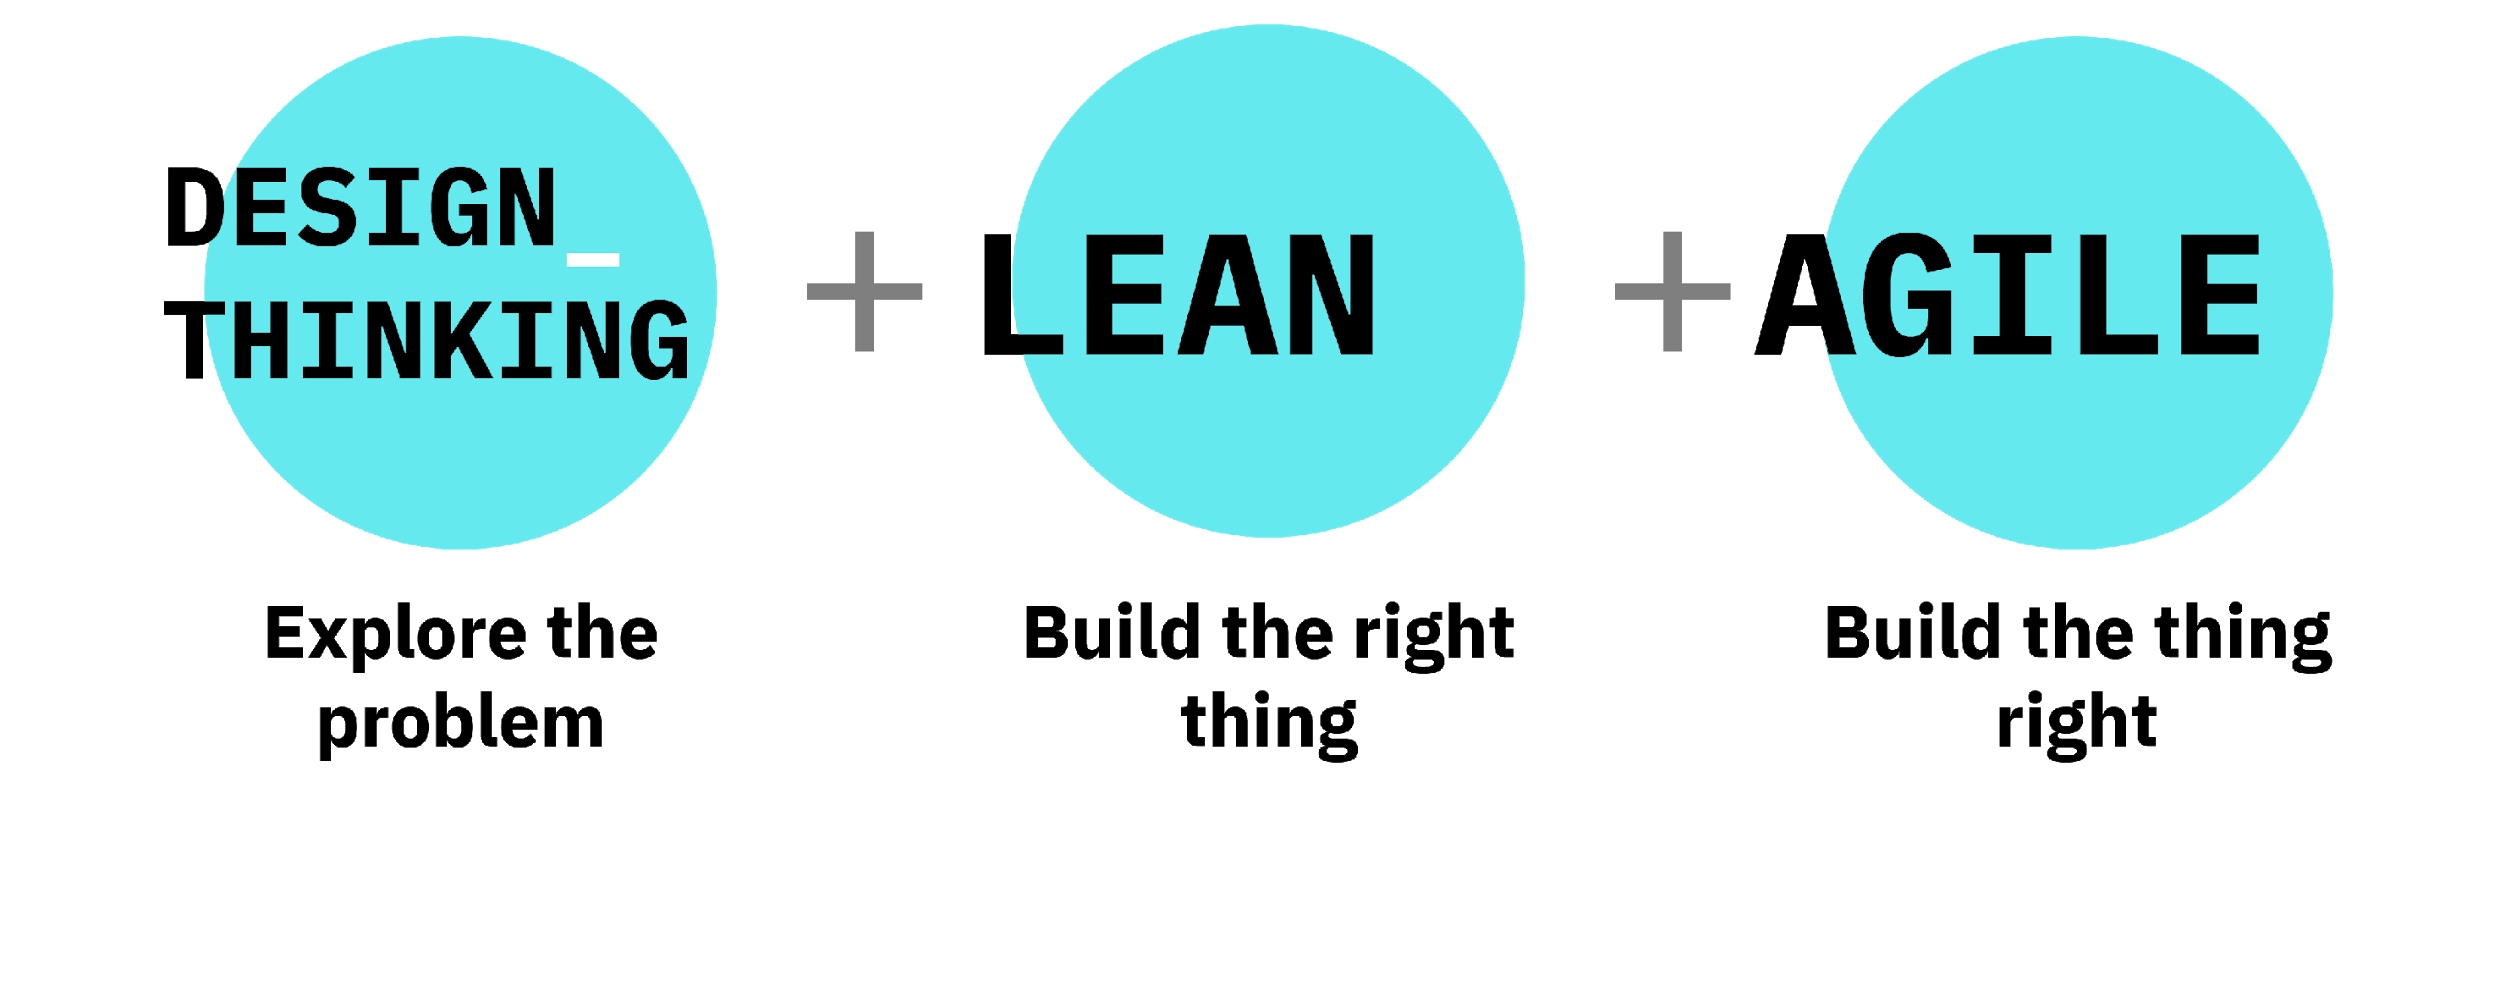 DESIGN_
THINKING
+
LEAN
+
AGILE
Explore the
problem
Build the right
thing
Build the thing
right